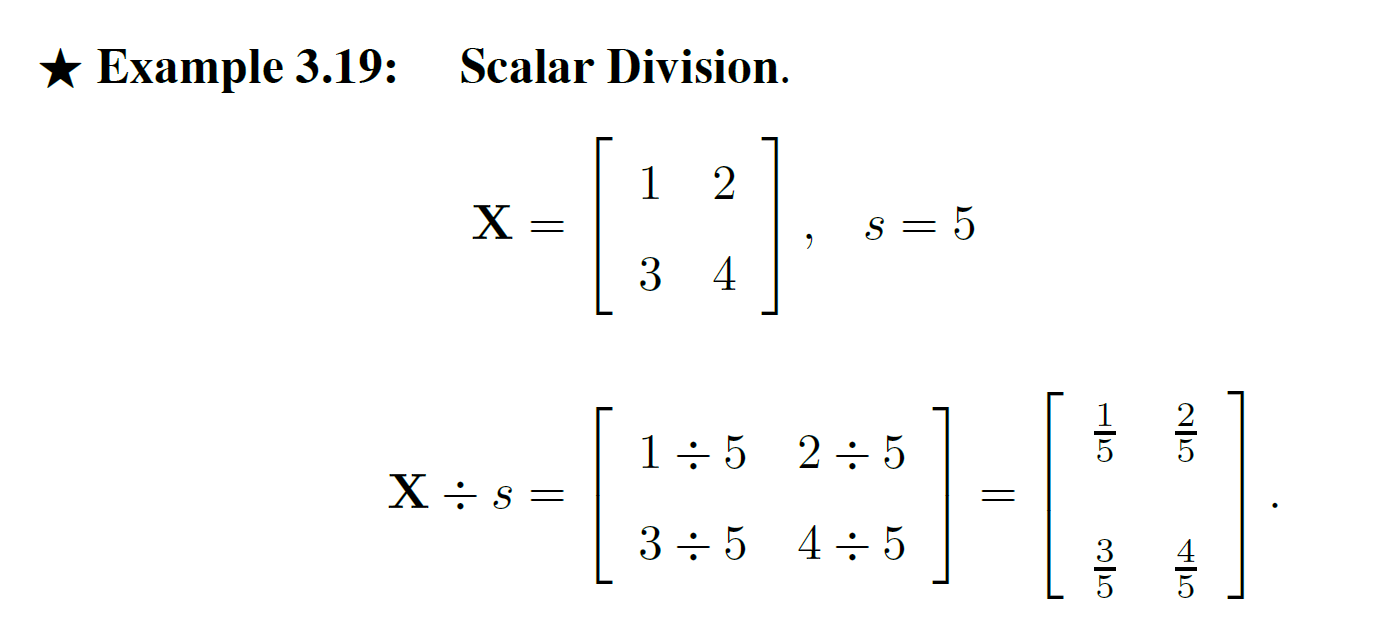 ★ Example 3.19: Scalar Division.
X = [ 1 2
3 4 ] , s = 5
X ÷ s = [ 1 ÷ 5 2 ÷ 5
3 ÷ 5 4 ÷ 5 ] = [ 1/5 2/5
3/5 4/5 ] .